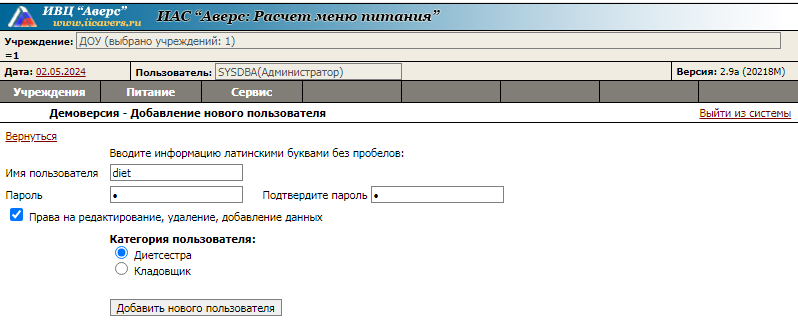 ИВЦ "Аверс"
www.iicavers.ru
ИАС "Аверс: Расчет меню питания"
Учреждение: ДОУ (выбрано учреждений: 1)
=1
Дата: 02.05.2024 Пользователь: SYSDBA(Администратор) Версия: 2.9a (20218M)
Учреждения Питание Сервис
Демоверсия - Добавление нового пользователя Выйти из системы
Вернуться
Вводите информацию латинскими буквами без пробелов:
Имя пользователя diet
Пароль • Подтвердите пароль •
Права на редактирование, удаление, добавление данных
Категория пользователя:
Диетсестра
Кладовщик
Добавить нового пользователя